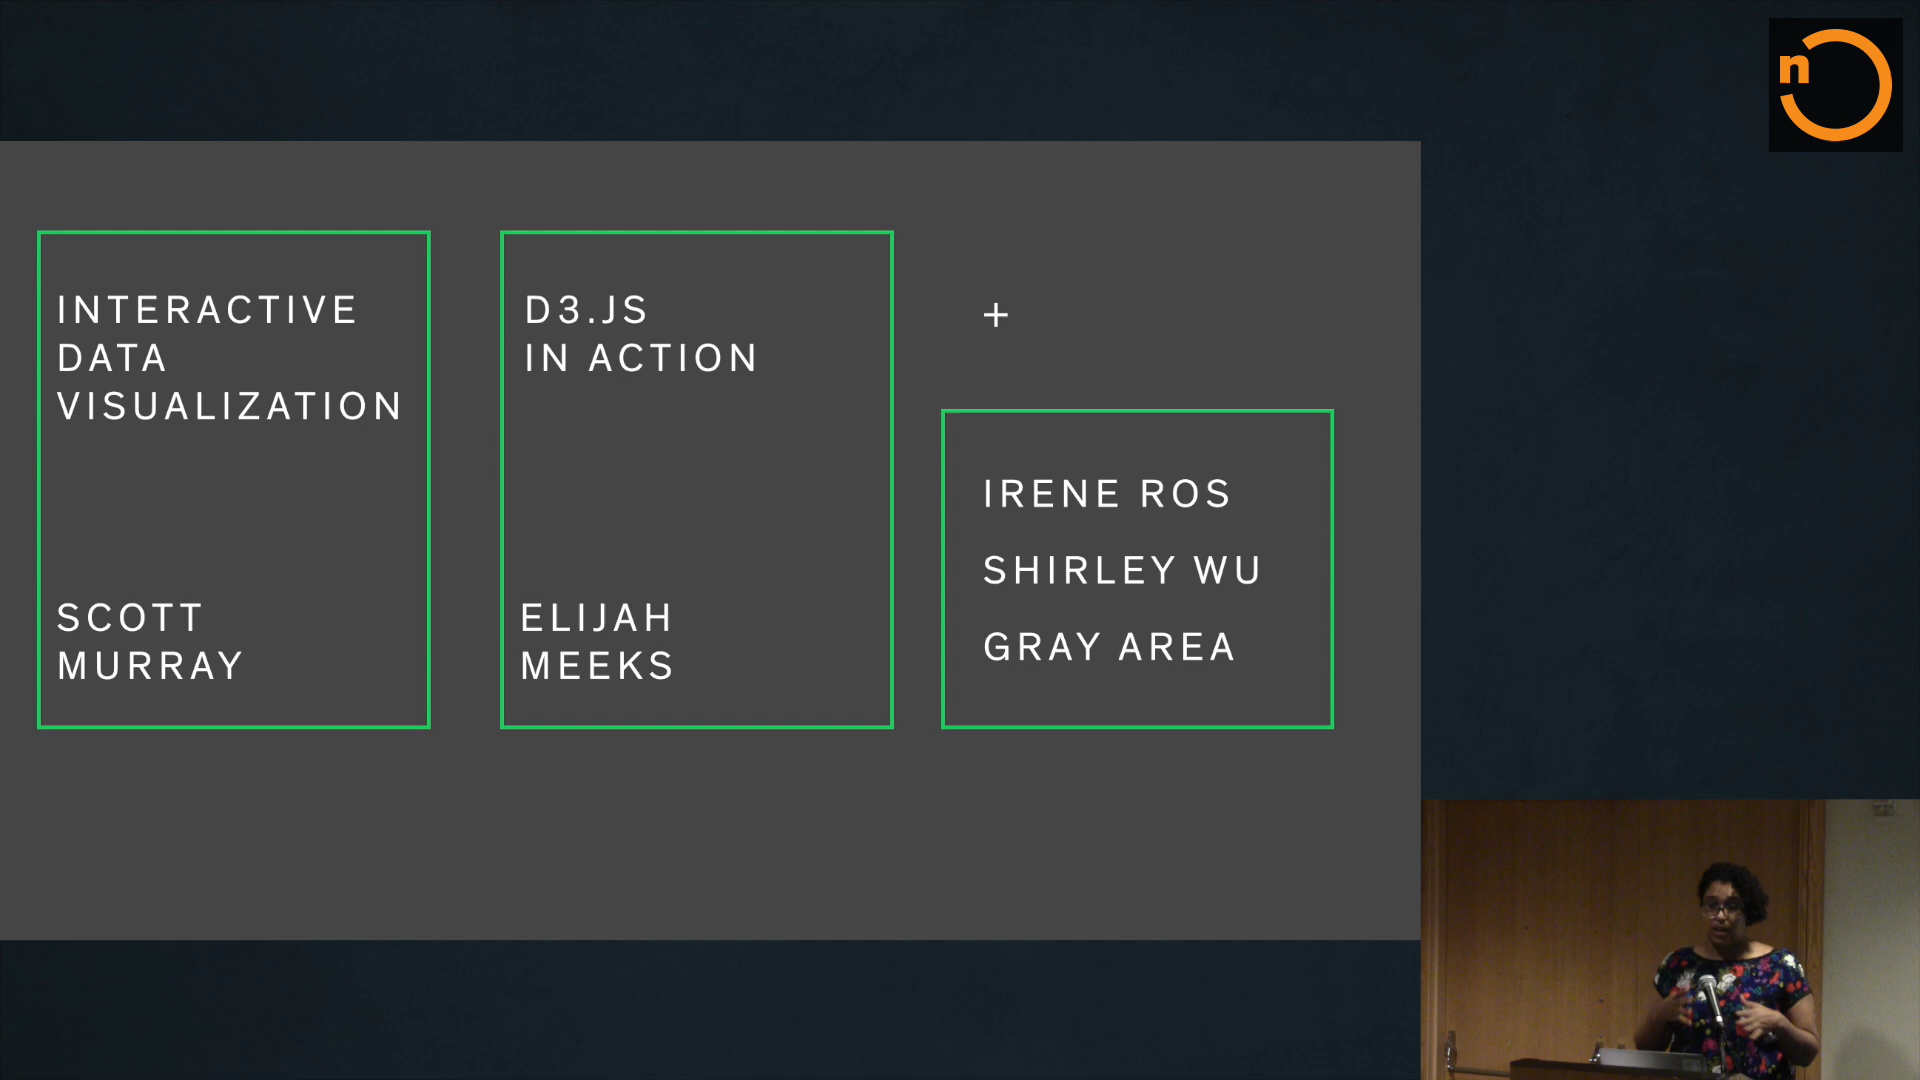 n
INTERACTIVE
DATA
VISUALIZATION
SCOTT
MURRAY
D3.JS
IN ACTION
ELIJAH
MEEKS
+
IRENE ROS
SHIRLEY WU
GRAY AREA